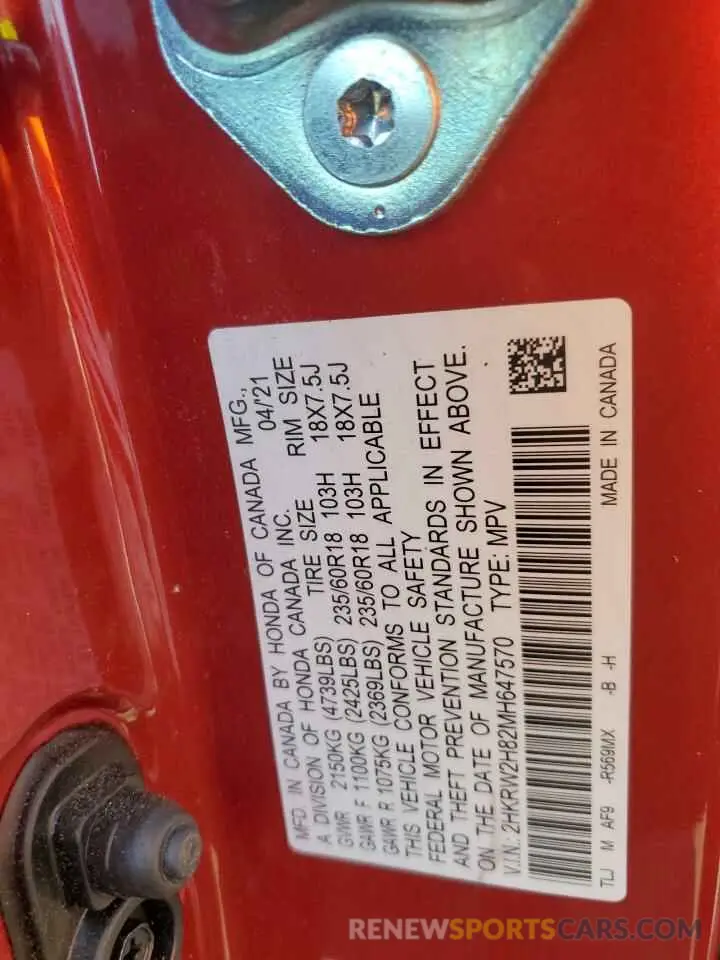 MFD. IN CANADA BY HONDA OF CANADA MFG.,
A DIVISION OF HONDA CANADA INC. 04/'21
TIRE SIZE RIM SIZE
GVWR 2150KG (4739LBS)
GAWR F 1100KG (2425LBS) 235/60R18 103H 18X7.5J
GAWR R 1075KG (2369LBS) 235/60R18 103H 18X7.5J
THIS VEHICLE CONFORMS TO ALL APPLICABLE
FEDERAL MOTOR VEHICLE SAFETY
AND THEFT PREVENTION STANDARDS IN EFFECT
ON THE DATE OF MANUFACTURE SHOWN ABOVE.
V.I.N.: 2HKRW2H82MH647570 TYPE: MPV
TLJ M AF9 -R569MX -B -H MADE IN CANADA
RENEWSPORTSCARS.COM